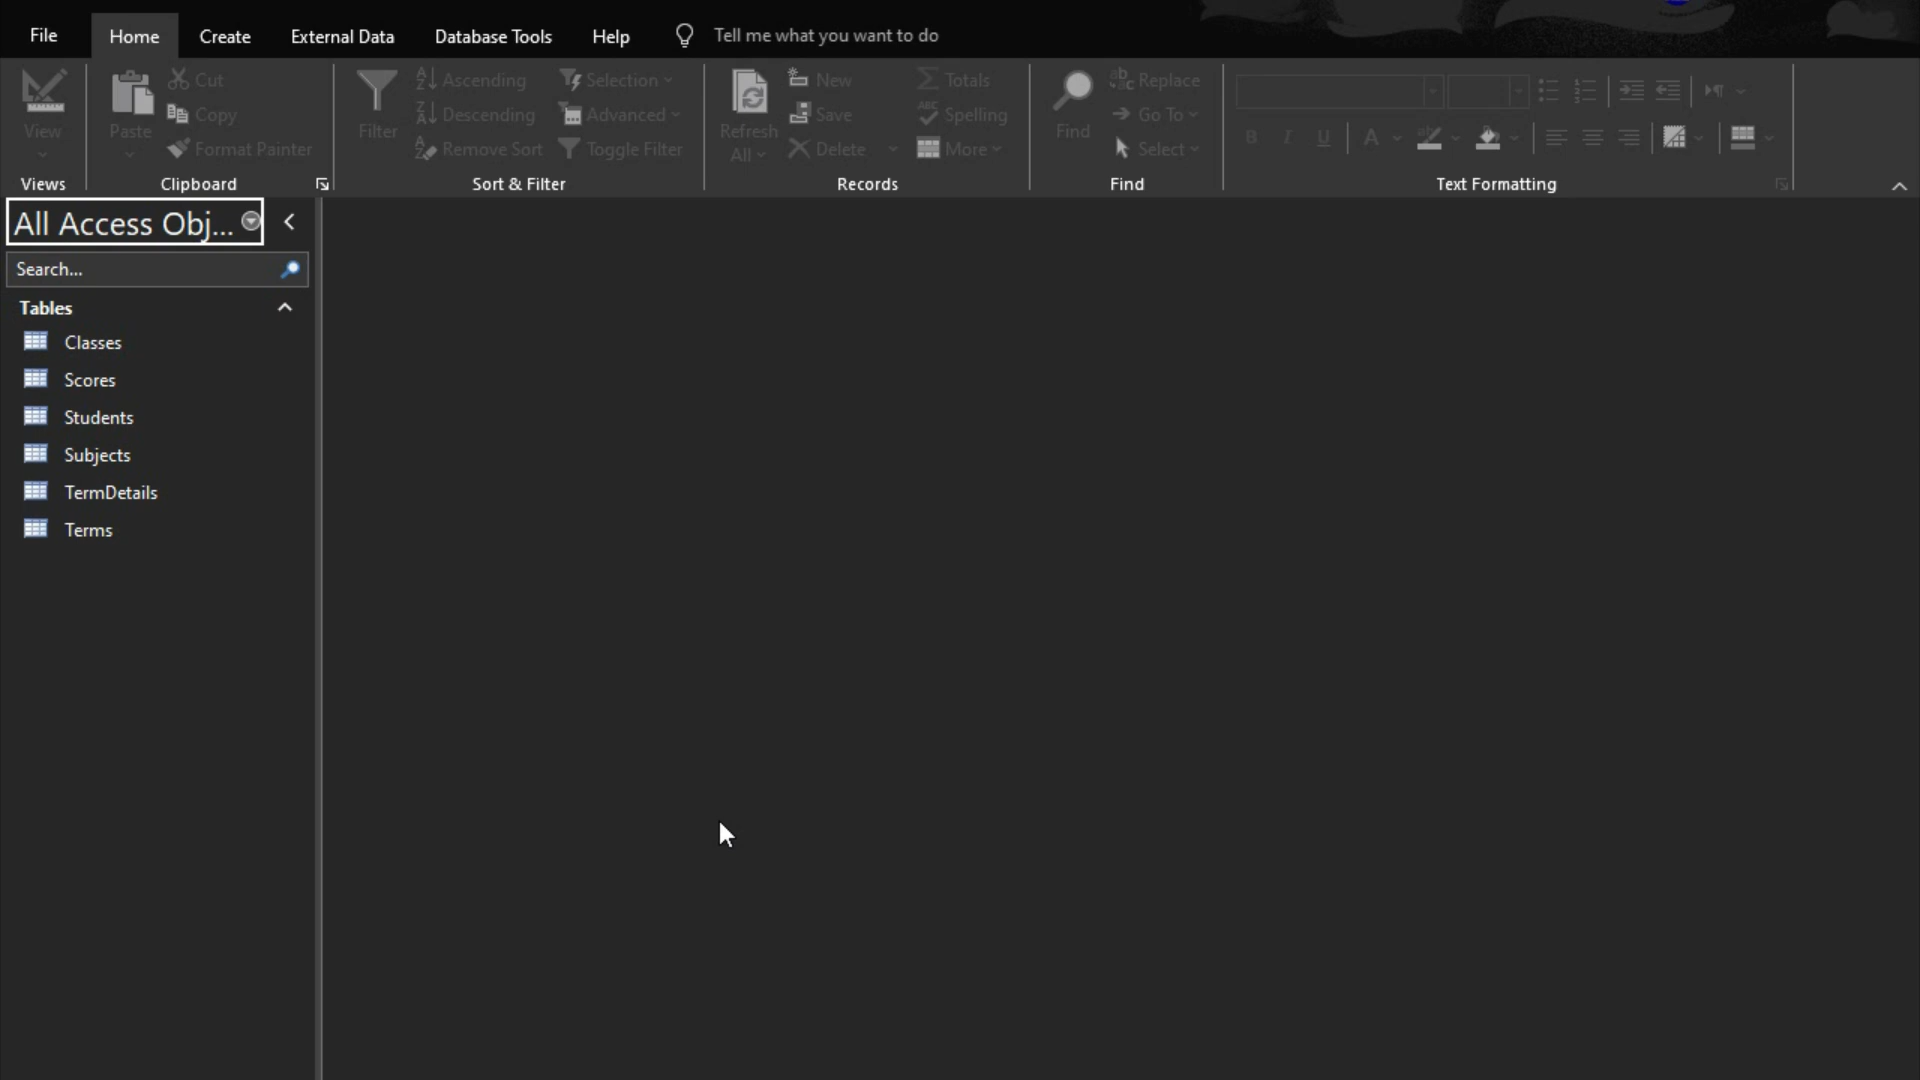 File Home Create External Data Database Tools Help Tell me what you want to do
View
Views
Paste
Cut
Copy
Format Painter
Clipboard
Filter
Ascending
Descending
Remove Sort
Selection
Advanced
Toggle Filter
Sort & Filter
Refresh
All
New
Save
Delete
Totals
Spelling
More
Records
Find
Replace
Go To
Select
Find
B I U A
Text Formatting
All Access Obj...
Search...
Tables
Classes
Scores
Students
Subjects
TermDetails
Terms